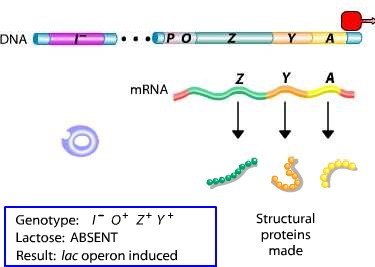 DNA I⁻ P O Z Y A
mRNA Z Y A
Genotype: I⁻ O⁺ Z⁺ Y⁺
Lactose: ABSENT
Result: lac operon induced
Structural
proteins
made